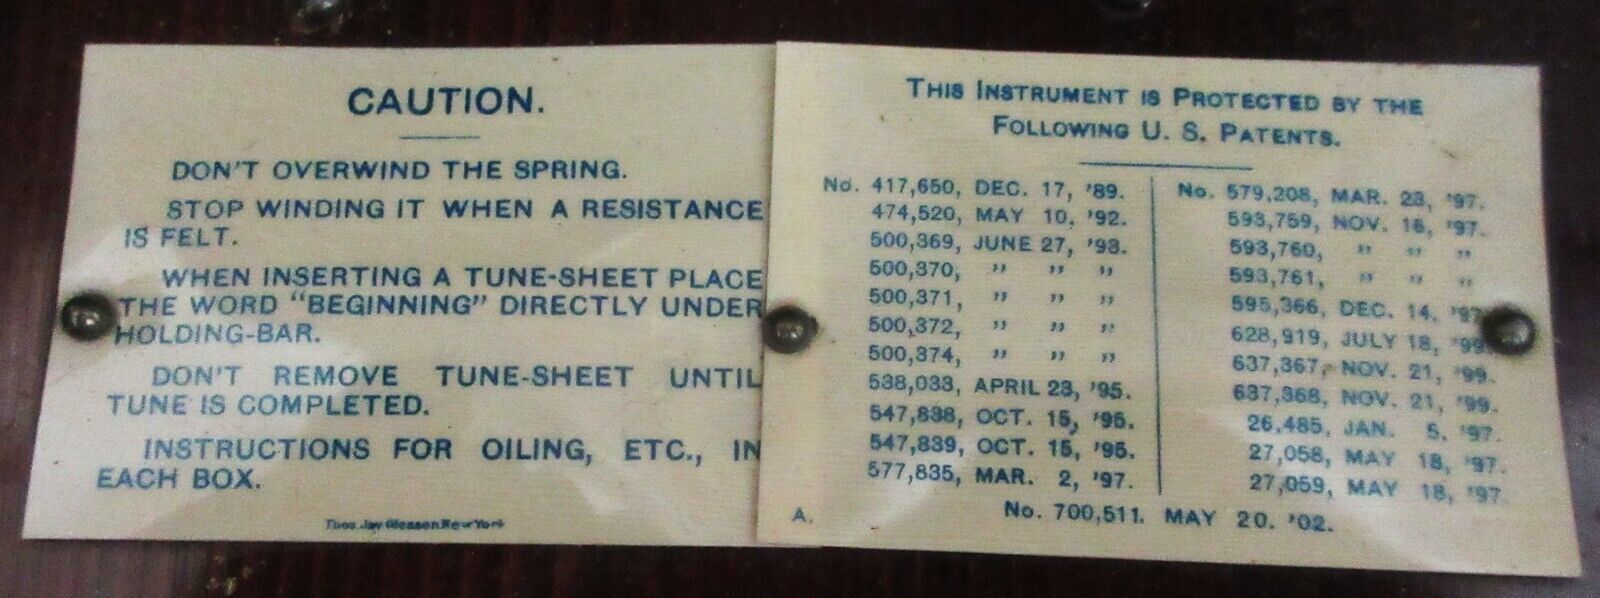 CAUTION.
DON'T OVERWIND THE SPRING.
STOP WINDING IT WHEN A RESISTANCE
IS FELT.
WHEN INSERTING A TUNE-SHEET PLACE
THE WORD "BEGINNING" DIRECTLY UNDER
HOLDING-BAR.
DON'T REMOVE TUNE-SHEET UNTIL
TUNE IS COMPLETED.
INSTRUCTIONS FOR OILING, ETC., IN
EACH BOX.
Thos. Jay Gleason, New York
THIS INSTRUMENT IS PROTECTED BY THE
FOLLOWING U. S. PATENTS.
No. 417,650, DEC. 17, '89.
474,520, MAY 10, '92.
500,369, JUNE 27, '93.
500,370, " " "
500,371, " " "
500,372, " " "
500,374, " " "
538,033, APRIL 23, '95.
547,838, OCT. 15, '95.
547,839, OCT. 15, '95.
577,835, MAR. 2, '97.
No. 579,208, MAR. 23, '97.
593,759, NOV. 16, '97.
593,760, " " "
593,761, " " "
595,366, DEC. 14, '97
628,919, JULY 18, '99
637,367, NOV. 21, '99.
637,368, NOV. 21, '99.
26,485, JAN. 5, '97.
27,058, MAY 18, '97.
27,059, MAY 18, '97.
No. 700,511. MAY 20. '02.
A.